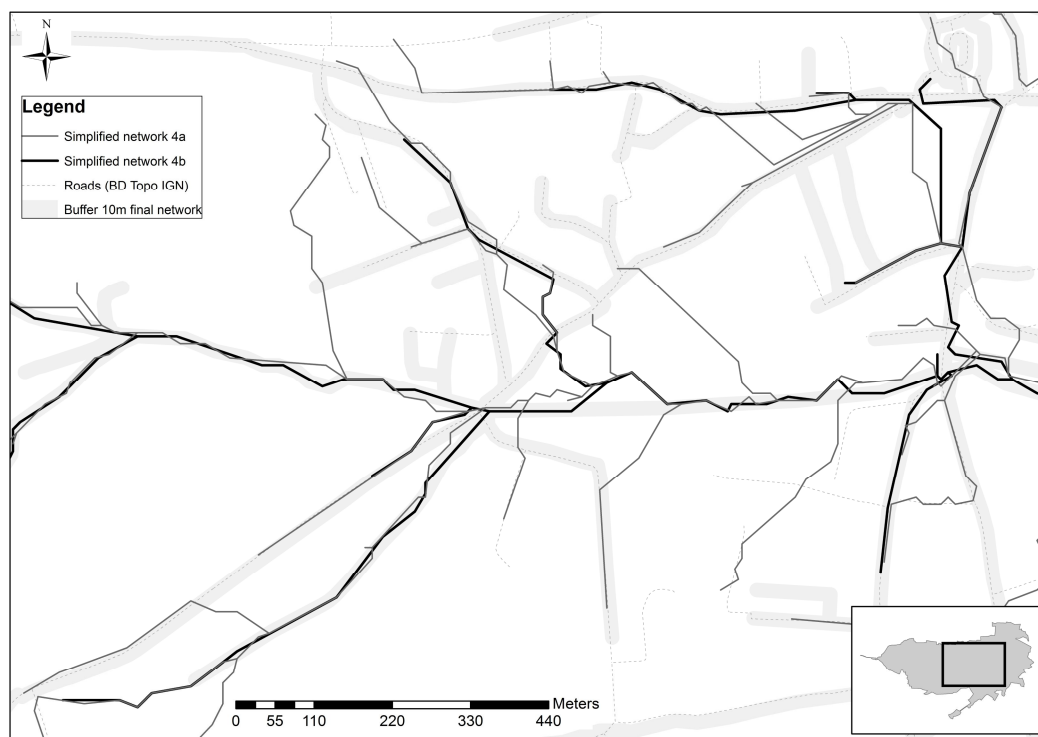 N
Legend
Simplified network 4a
Simplified network 4b
Roads (BD Topo IGN)
Buffer 10m final network
Meters
0 55 110 220 330 440